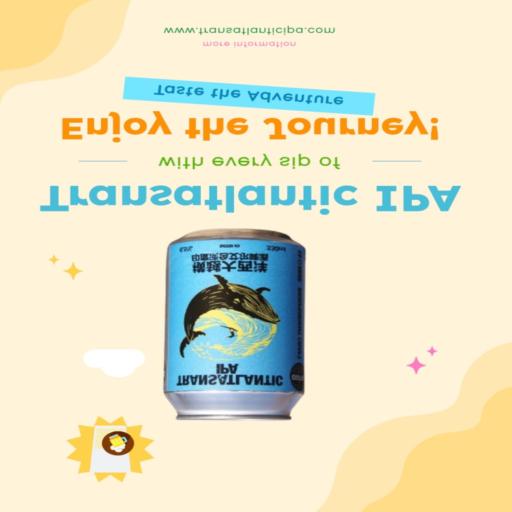 TRANSATLANTIC
IPA
Transatlantic IPA
with every sip of
Enjoy the Journey!
Taste the Adventure
more information
www.transatlanticipa.com